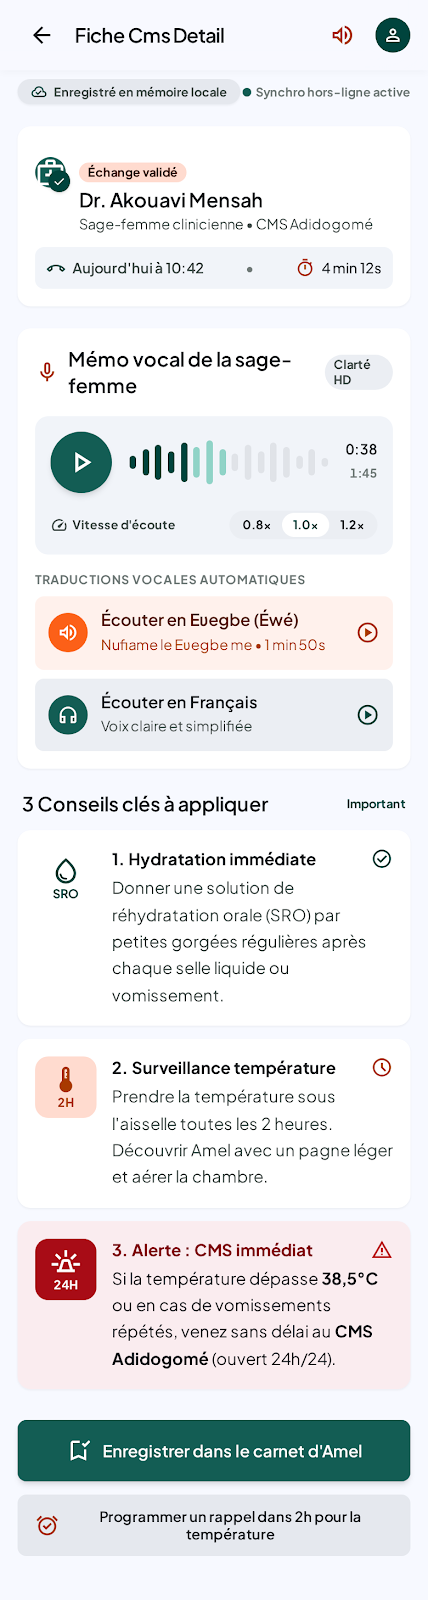 Fiche Cms Detail
Enregistré en mémoire locale
Synchro hors-ligne active
Échange validé
Dr. Akouavi Mensah
Sage-femme clinicienne • CMS Adidogomé
Aujourd'hui à 10:42 • 4 min 12s
Mémo vocal de la sage-
femme
Clarté
HD
0:38
1:45
Vitesse d'écoute
0.8x 1.0x 1.2x
TRADUCTIONS VOCALES AUTOMATIQUES
Écouter en Eʋegbe (Éwé)
Nufiame le Eʋegbe me • 1 min 50s
Écouter en Français
Voix claire et simplifiée
3 Conseils clés à appliquer
Important
SRO
1. Hydratation immédiate
Donner une solution de
réhydratation orale (SRO) par
petites gorgées régulières après
chaque selle liquide ou
vomissement.
2H
2. Surveillance température
Prendre la température sous
l'aisselle toutes les 2 heures.
Découvrir Amel avec un pagne léger
et aérer la chambre.
24H
3. Alerte : CMS immédiat
Si la température dépasse 38,5°C
ou en cas de vomissements
répétés, venez sans délai au CMS
Adidogomé (ouvert 24h/24).
Enregistrer dans le carnet d'Amel
Programmer un rappel dans 2h pour la
température